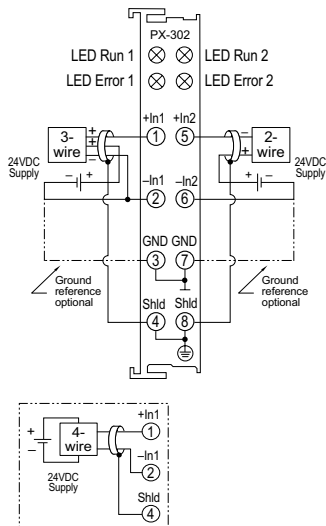 PX-302
LED Run 1 LED Run 2
LED Error 1 LED Error 2
+In1 +In2
3-wire + + − 1 5 − + 2-wire
24VDC Supply − + −In1 −In2 + − 24VDC Supply
2 6
GND GND
3 7
Ground reference optional Shld Shld Ground reference optional
4 8
+In1
+ − 4-wire 1
−In1
24VDC Supply 2
Shld
4